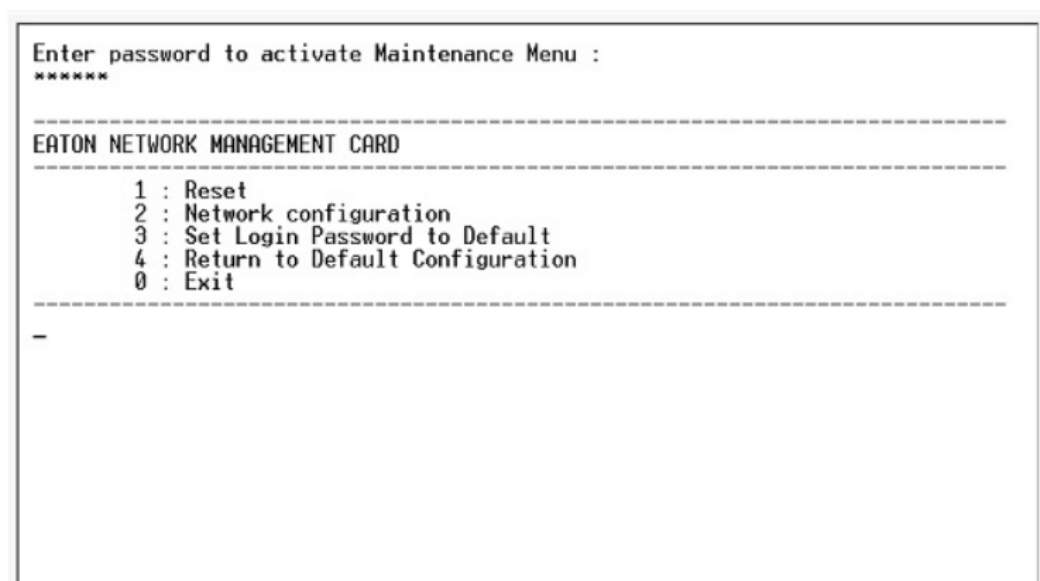 Enter password to activate Maintenance Menu :
******
--------------------------------------------------------------------------------
EATON NETWORK MANAGEMENT CARD
--------------------------------------------------------------------------------
1 : Reset
2 : Network configuration
3 : Set Login Password to Default
4 : Return to Default Configuration
0 : Exit
--------------------------------------------------------------------------------
_